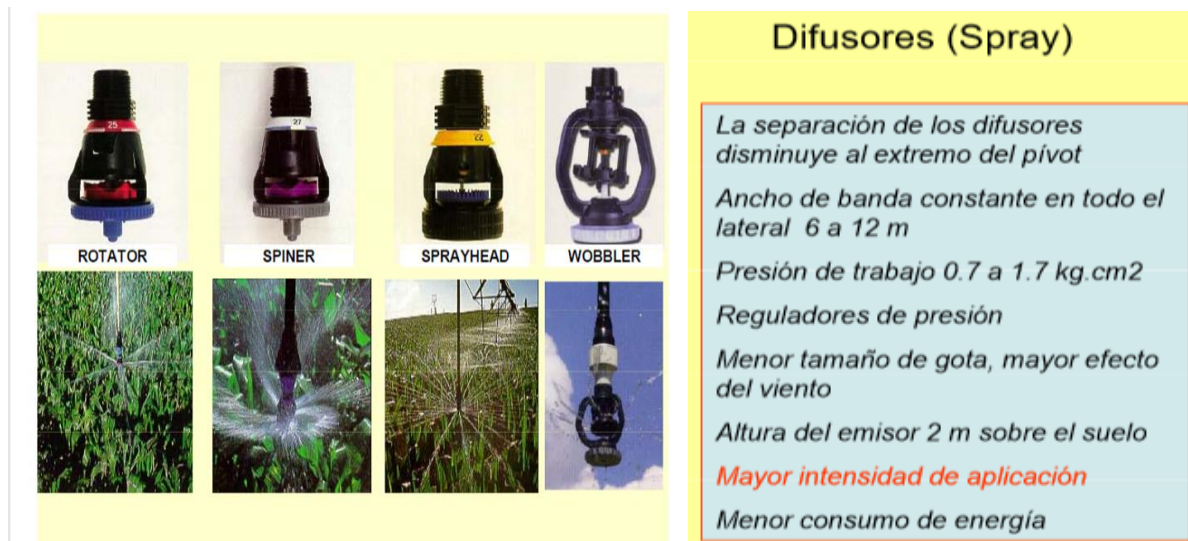 25
27
22
ROTATOR
SPINER
SPRAYHEAD
WOBBLER
Difusores (Spray)
La separación de los difusores
disminuye al extremo del pívot
Ancho de banda constante en todo el
lateral 6 a 12 m
Presión de trabajo 0.7 a 1.7 kg.cm2
Reguladores de presión
Menor tamaño de gota, mayor efecto
del viento
Altura del emisor 2 m sobre el suelo
Mayor intensidad de aplicación
Menor consumo de energía